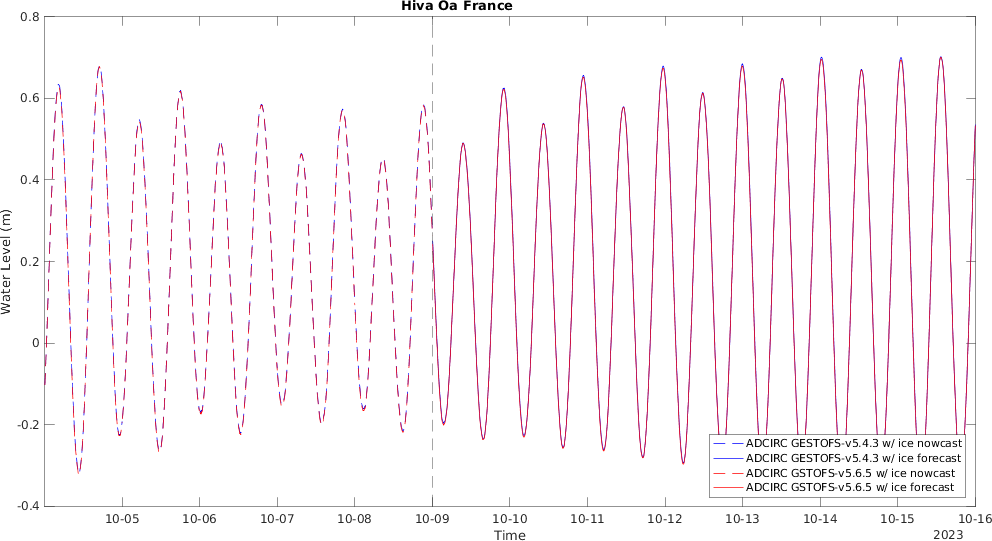 Hiva Oa France
0.8
0.6
0.4
0.2
0
-0.2
-0.4
Water Level (m)
ADCIRC GESTOFS-v5.4.3 w/ ice nowcast
ADCIRC GESTOFS-v5.4.3 w/ ice forecast
ADCIRC GSTOFS-v5.6.5 w/ ice nowcast
ADCIRC GSTOFS-v5.6.5 w/ ice forecast
10-05 10-06 10-07 10-08 10-09 10-10 10-11 10-12 10-13 10-14 10-15 10-16
Time
2023